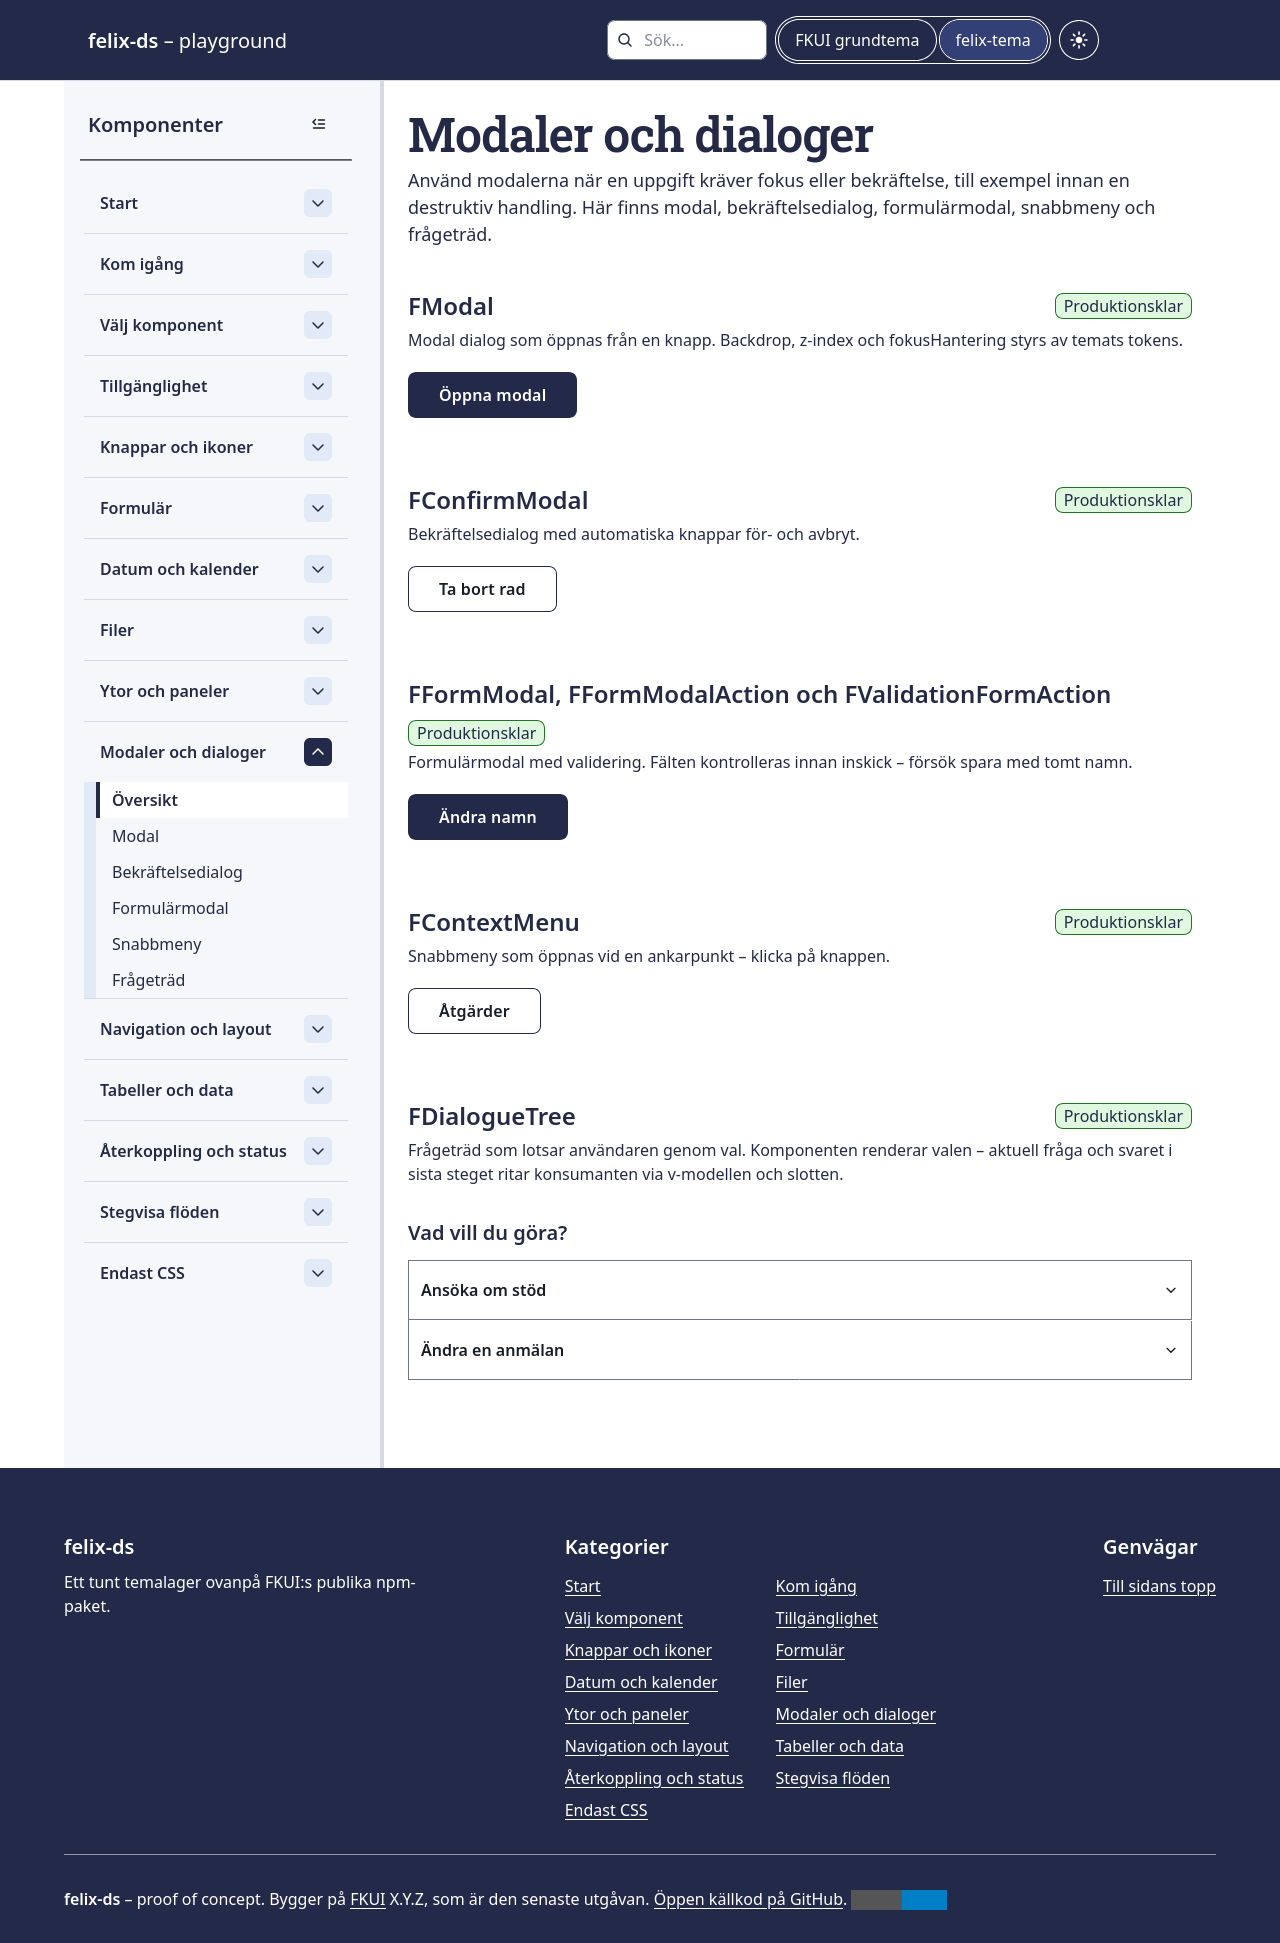 felix-ds – playground
Sök...
FKUI grundtema
felix-tema
Komponenter
Start
Kom igång
Välj komponent
Tillgänglighet
Knappar och ikoner
Formulär
Datum och kalender
Filer
Ytor och paneler
Modaler och dialoger
Översikt
Modal
Bekräftelsedialog
Formulärmodal
Snabbmeny
Frågeträd
Navigation och layout
Tabeller och data
Återkoppling och status
Stegvisa flöden
Endast CSS
Modaler och dialoger
Använd modalerna när en uppgift kräver fokus eller bekräftelse, till exempel innan en
destruktiv handling. Här finns modal, bekräftelsedialog, formulärmodal, snabbmeny och
frågeträd.
FModal
Produktionsklar
Modal dialog som öppnas från en knapp. Backdrop, z-index och fokusHantering styrs av temats tokens.
Öppna modal
FConfirmModal
Produktionsklar
Bekräftelsedialog med automatiska knappar för- och avbryt.
Ta bort rad
FFormModal, FFormModalAction och FValidationFormAction
Produktionsklar
Formulärmodal med validering. Fälten kontrolleras innan inskick – försök spara med tomt namn.
Ändra namn
FContextMenu
Produktionsklar
Snabbmeny som öppnas vid en ankarpunkt – klicka på knappen.
Åtgärder
FDialogueTree
Produktionsklar
Frågeträd som lotsar användaren genom val. Komponenten renderar valen – aktuell fråga och svaret i
sista steget ritar konsumanten via v-modellen och slotten.
Vad vill du göra?
Ansöka om stöd
Ändra en anmälan
felix-ds
Ett tunt temalager ovanpå FKUI:s publika npm-
paket.
Kategorier
Start
Kom igång
Välj komponent
Tillgänglighet
Knappar och ikoner
Formulär
Datum och kalender
Filer
Ytor och paneler
Modaler och dialoger
Navigation och layout
Tabeller och data
Återkoppling och status
Stegvisa flöden
Endast CSS
Genvägar
Till sidans topp
felix-ds – proof of concept. Bygger på FKUI X.Y.Z, som är den senaste utgåvan. Öppen källkod på GitHub.